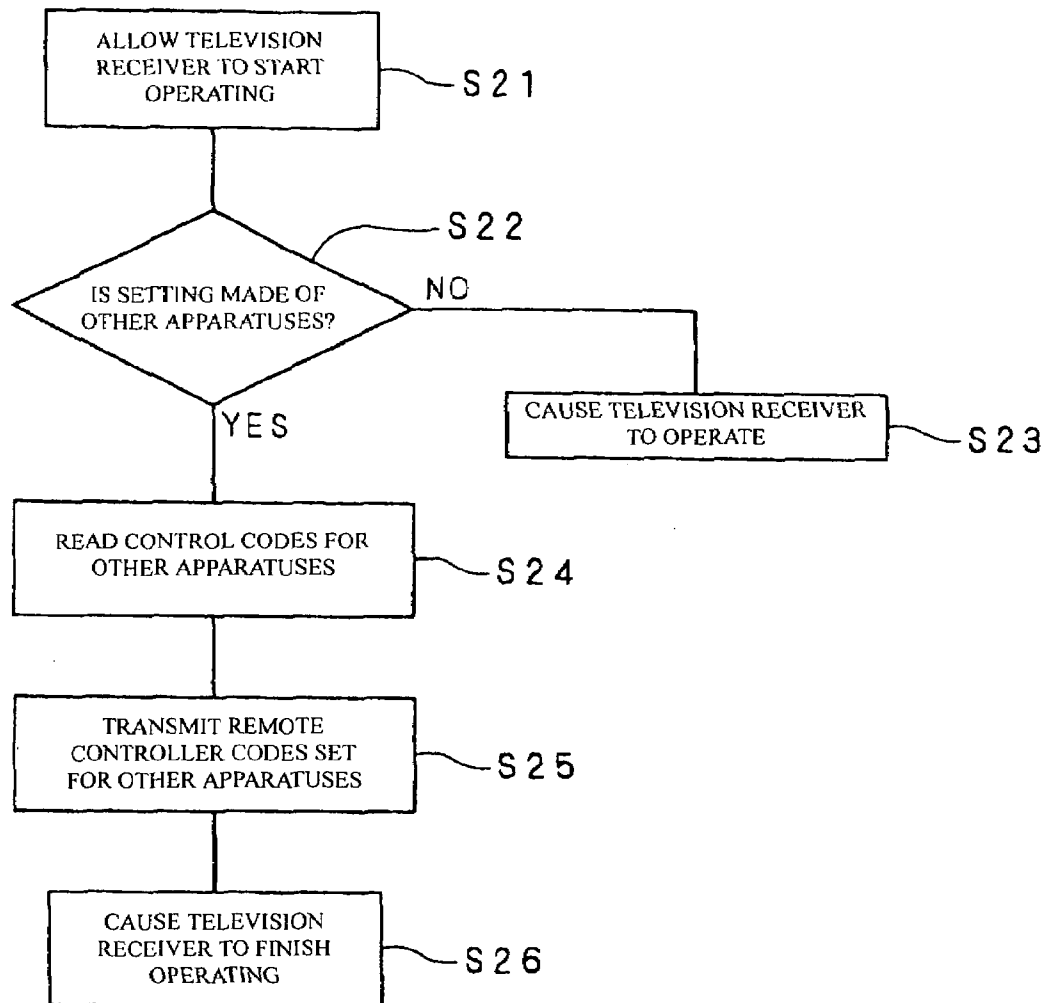 ALLOW TELEVISION
RECEIVER TO START
OPERATING
S21
S22
IS SETTING MADE OF
OTHER APPARATUSES?
NO
YES
CAUSE TELEVISION RECEIVER
TO OPERATE
S23
READ CONTROL CODES FOR
OTHER APPARATUSES
S24
TRANSMIT REMOTE
CONTROLLER CODES SET
FOR OTHER APPARATUSES
S25
CAUSE TELEVISION
RECEIVER TO FINISH
OPERATING
S26